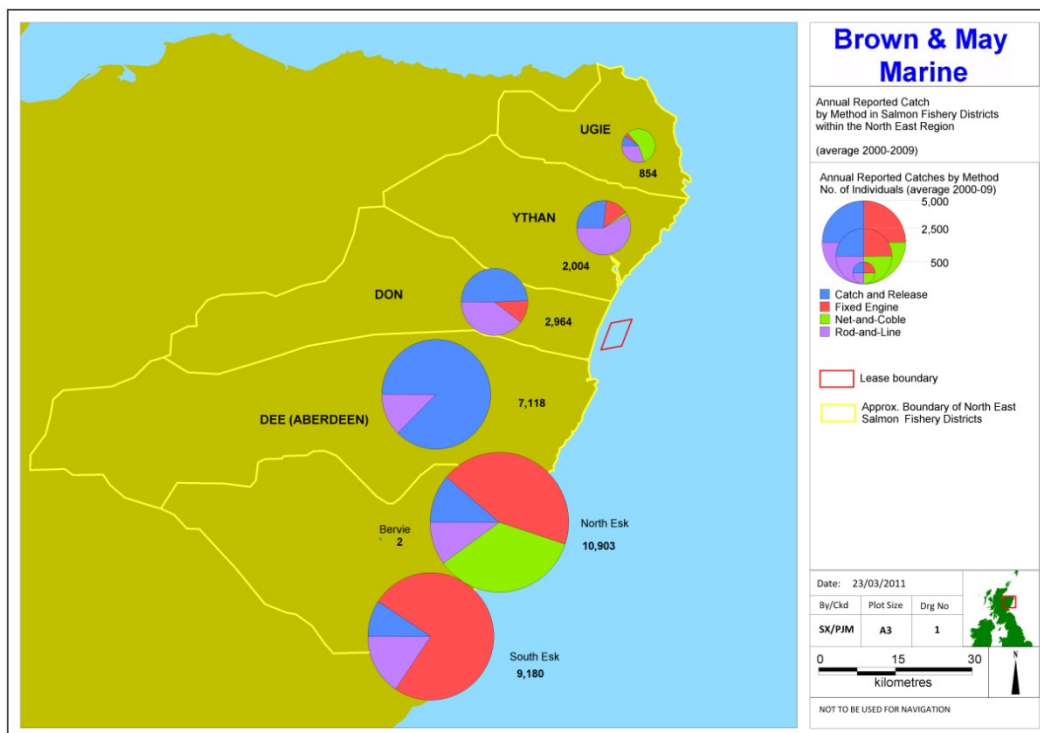 UGIE
854
YTHAN
2,004
DON
2,964
DEE (ABERDEEN)
7,118
Bervie
2
North Esk
10,903
South Esk
9,180
Brown & May
Marine
Annual Reported Catch
by Method in Salmon Fishery Districts
within the North East Region
(average 2000-2009)
Annual Reported Catches by Method
No. of Individuals (average 2000-09)
5,000
2,500
500
Catch and Release
Fixed Engine
Net-and-Coble
Rod-and-Line
Lease boundary
Approx. Boundary of North East
Salmon Fishery Districts
Date: 23/03/2011
By/Ckd Plot Size Drg No
SX/PJM A3 1
0 15 30
kilometres
N
NOT TO BE USED FOR NAVIGATION